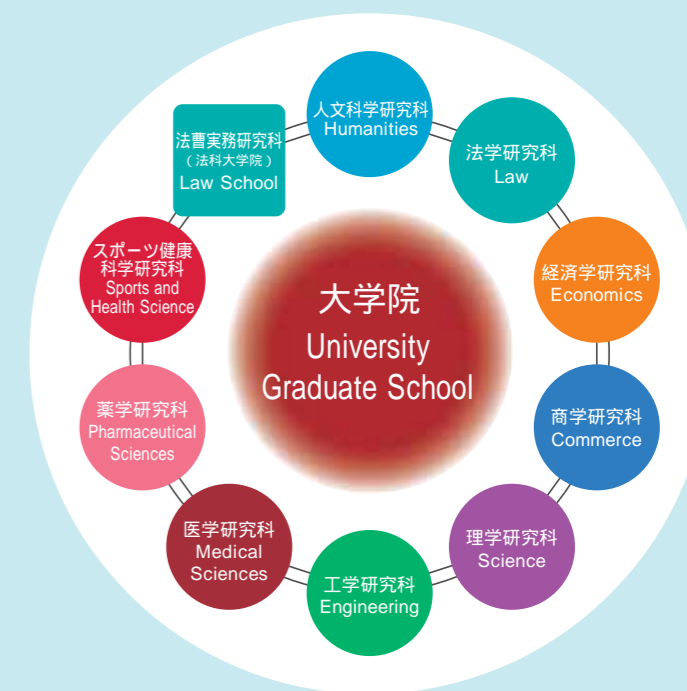 人文科学研究科
Humanities
法学研究科
Law
経済学研究科
Economics
商学研究科
Commerce
理学研究科
Science
工学研究科
Engineering
医学研究科
Medical
Sciences
薬学研究科
Pharmaceutical
Sciences
スポーツ健康
科学研究科
Sports and
Health Science
法曹実務研究科
（法科大学院）
Law School
大学院
University
Graduate School